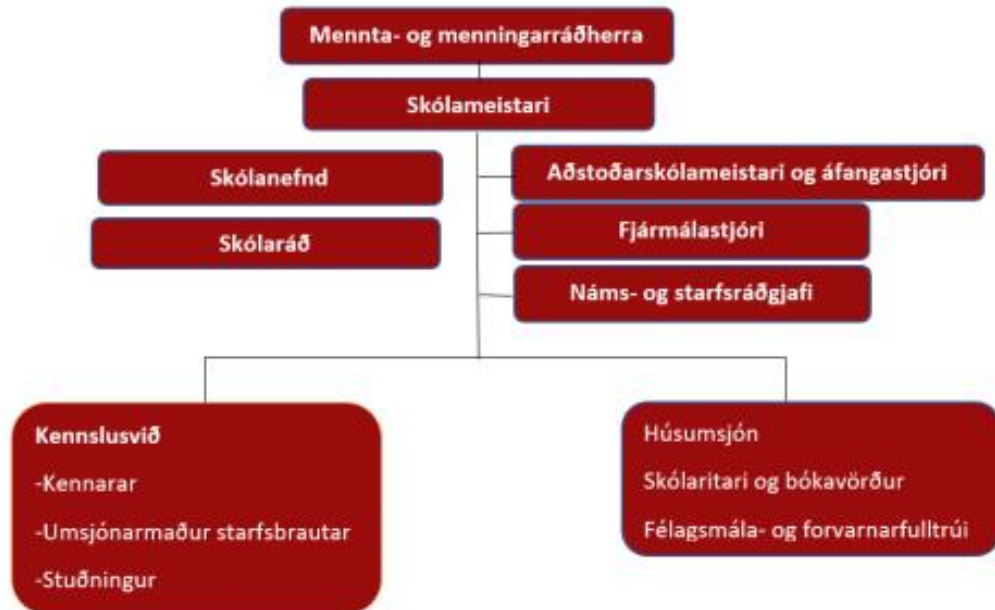 Mennta- og menningarráðherra
Skólameistari
Skólanefnd
Skólaráð
Aðstoðarskólameistari og áfangastjóri
Fjármálastjóri
Náms- og starfsráðgjafi
Kennslusvið
-Kennarar
-Umsjónarmaður starfsbrautar
-Stuðningur
Húsumsjón
Skólaritari og bókavörður
Félagsmála- og forvarnarfulltrúi